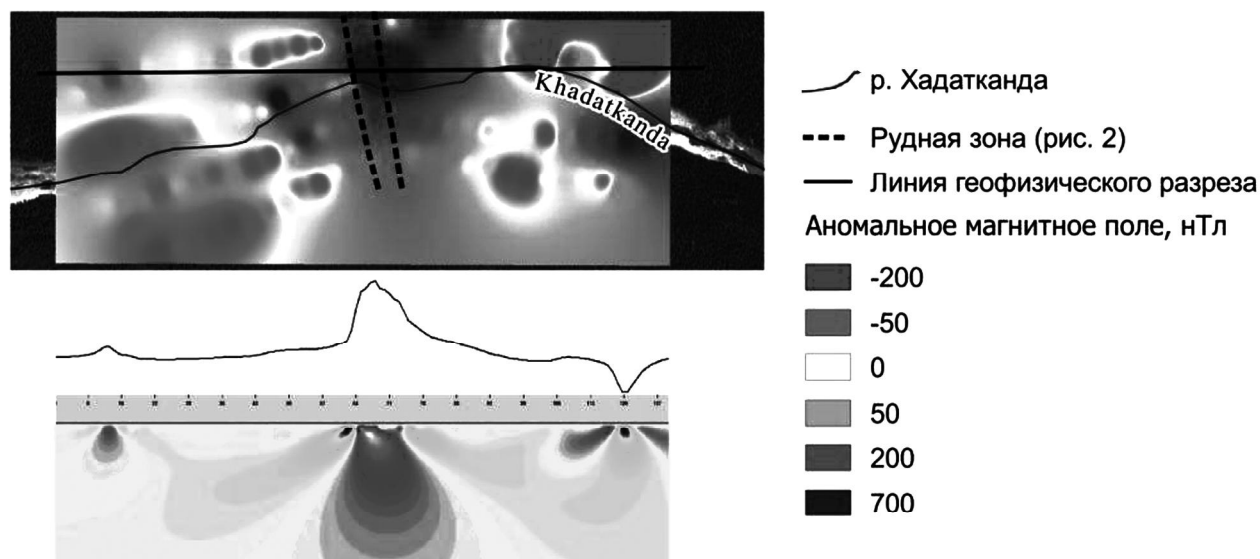 Khadatkanda
р. Хадатканда
Рудная зона (рис. 2)
Линия геофизического разреза
Аномальное магнитное поле, нТл
-200
-50
0
50
200
700